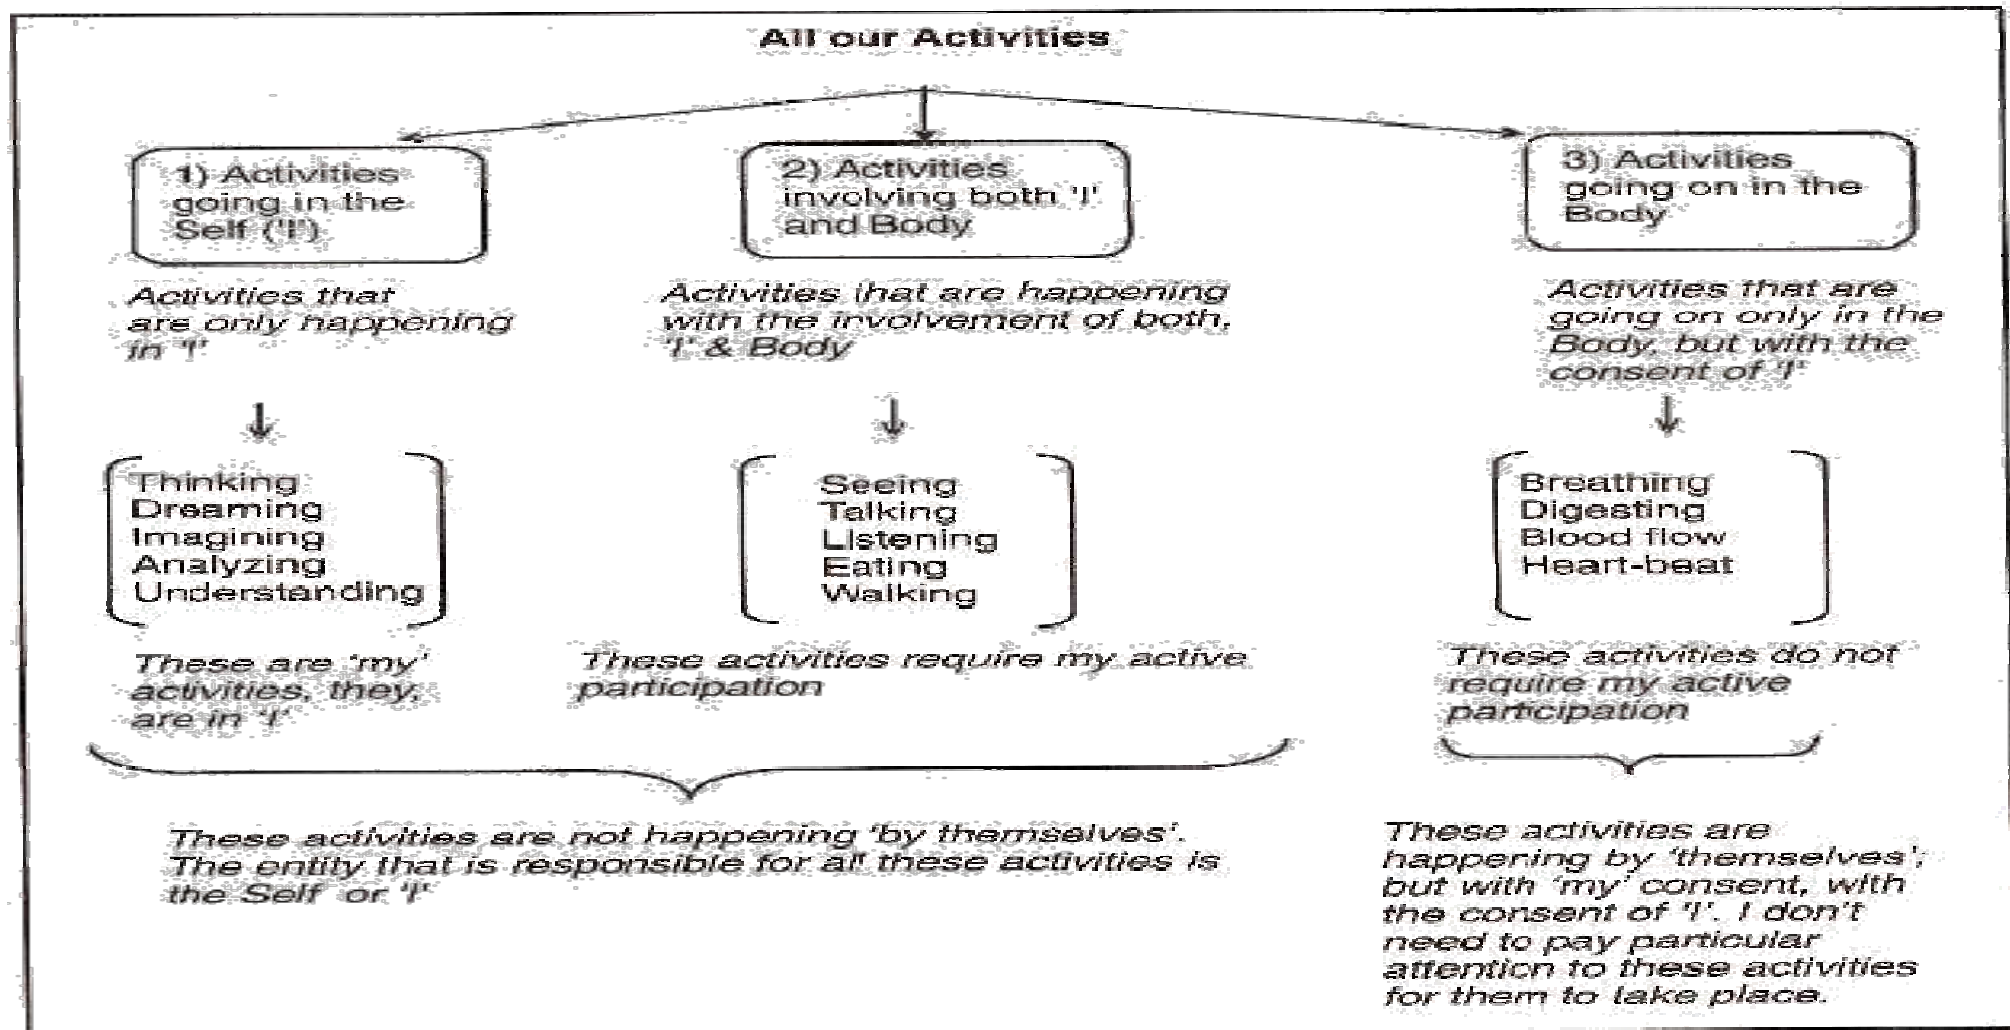 All our Activities
1) Activities
going in the
Self ('I')
2) Activities
involving both 'I'
and Body
3) Activities
going on in the
Body
Activities that
are only happening
in 'I'
Activities that are happening
with the involvement of both,
'I' & Body
Activities that are
going on only in the
Body, but with the
consent of 'I'
Thinking
Dreaming
Imagining
Analyzing
Understanding
Seeing
Talking
Listening
Eating
Walking
Breathing
Digesting
Blood flow
Heart-beat
These are 'my'
activities, they,
are in 'I'
These activities require my active
participation
These activities do not
require my active
participation
These activities are not happening 'by themselves'.
The entity that is responsible for all these activities is
the Self or 'I'
These activities are
happening by 'themselves',
but with 'my' consent, with
the consent of 'I'. I don't
need to pay particular
attention to these activities
for them to take place.